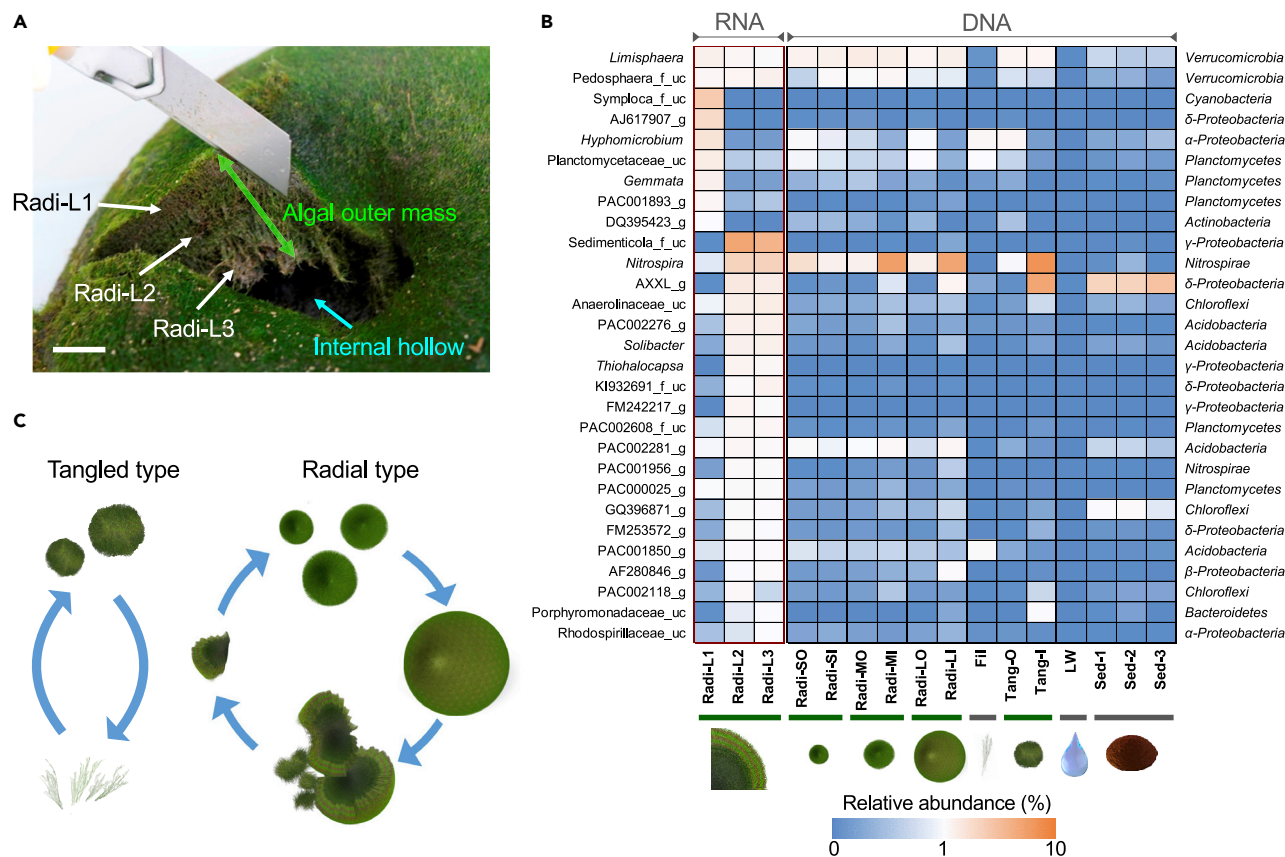 A
Radi-L1
Radi-L2
Radi-L3
Algal outer mass
Internal hollow
B
RNA
DNA
Limisphaera Verrucomicrobia
Pedosphaera_f_uc Verrucomicrobia
Symploca_f_uc Cyanobacteria
AJ617907_g δ-Proteobacteria
Hyphomicrobium α-Proteobacteria
Planctomycetaceae_uc Planctomycetes
Gemmata Planctomycetes
PAC001893_g Planctomycetes
DQ395423_g Actinobacteria
Sedimenticola_f_uc γ-Proteobacteria
Nitrospira Nitrospirae
AXXL_g δ-Proteobacteria
Anaerolinaceae_uc Chloroflexi
PAC002276_g Acidobacteria
Solibacter Acidobacteria
Thiohalocapsa γ-Proteobacteria
KI932691_f_uc δ-Proteobacteria
FM242217_g γ-Proteobacteria
PAC002608_f_uc Planctomycetes
PAC002281_g Acidobacteria
PAC001956_g Nitrospirae
PAC000025_g Planctomycetes
GQ396871_g Chloroflexi
FM253572_g δ-Proteobacteria
PAC001850_g Acidobacteria
AF280846_g β-Proteobacteria
PAC002118_g Chloroflexi
Porphyromonadaceae_uc Bacteroidetes
Rhodospirillaceae_uc α-Proteobacteria
Radi-L1 Radi-L2 Radi-L3 Radi-SO Radi-SI Radi-MO Radi-MI Radi-LO Radi-LI Fil Tang-O Tang-I LW Sed-1 Sed-2 Sed-3
Relative abundance (%)
0 1 10
C
Tangled type
Radial type